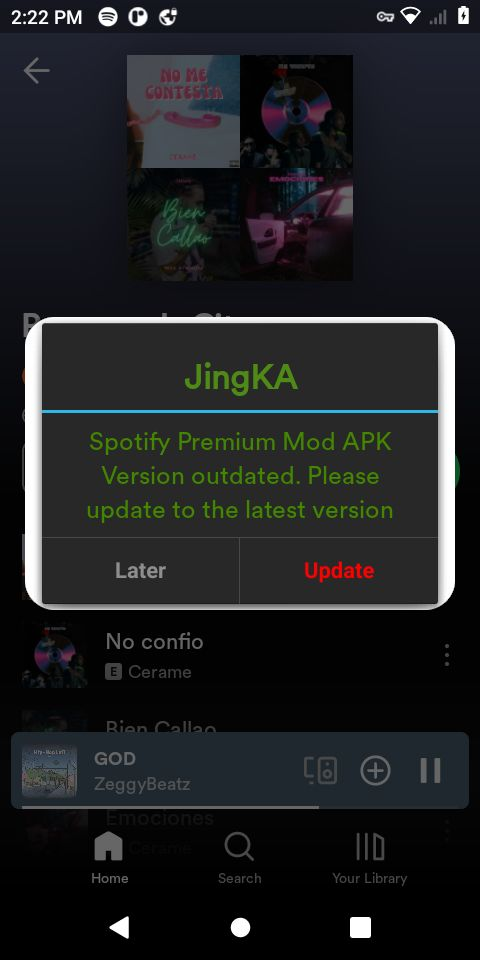 2:22 PM
NO ME
CONTESTA
CERAME
EMOCIONES
Bien
Callao
JingKA
Spotify Premium Mod APK
Version outdated. Please
update to the latest version
Later
Update
No confio
E Cerame
Bien Callao
GOD
ZeggyBeatz
Emociones
Cerame
Home
Search
Your Library